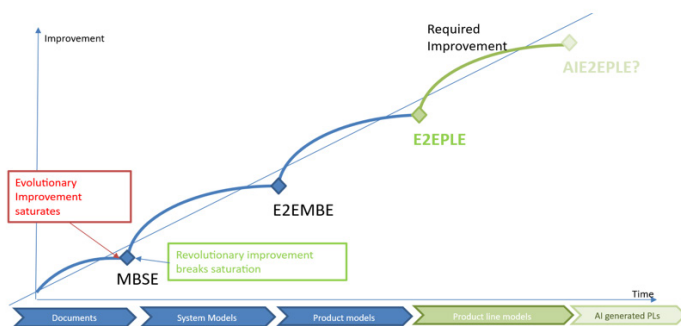 Improvement
Required
Improvement
AIE2EPLE?
E2EPLE
Evolutionary
Improvement
saturates
E2EMBE
Revolutionary improvement
breaks saturation
MBSE
Time
Documents
System Models
Product models
Product line models
AI generated PLs